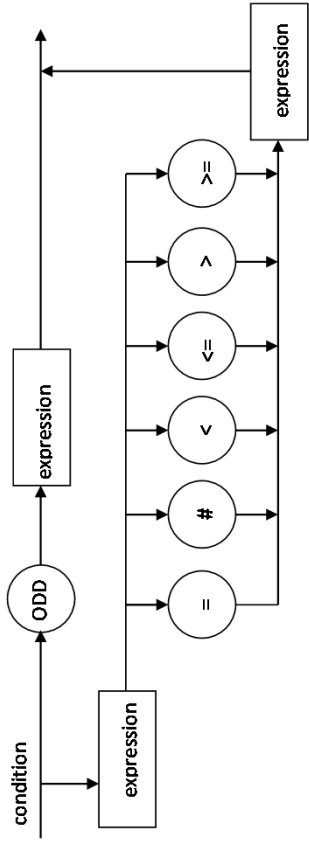 condition
ODD
expression
expression
=
#
<
<=
>
>=
expression